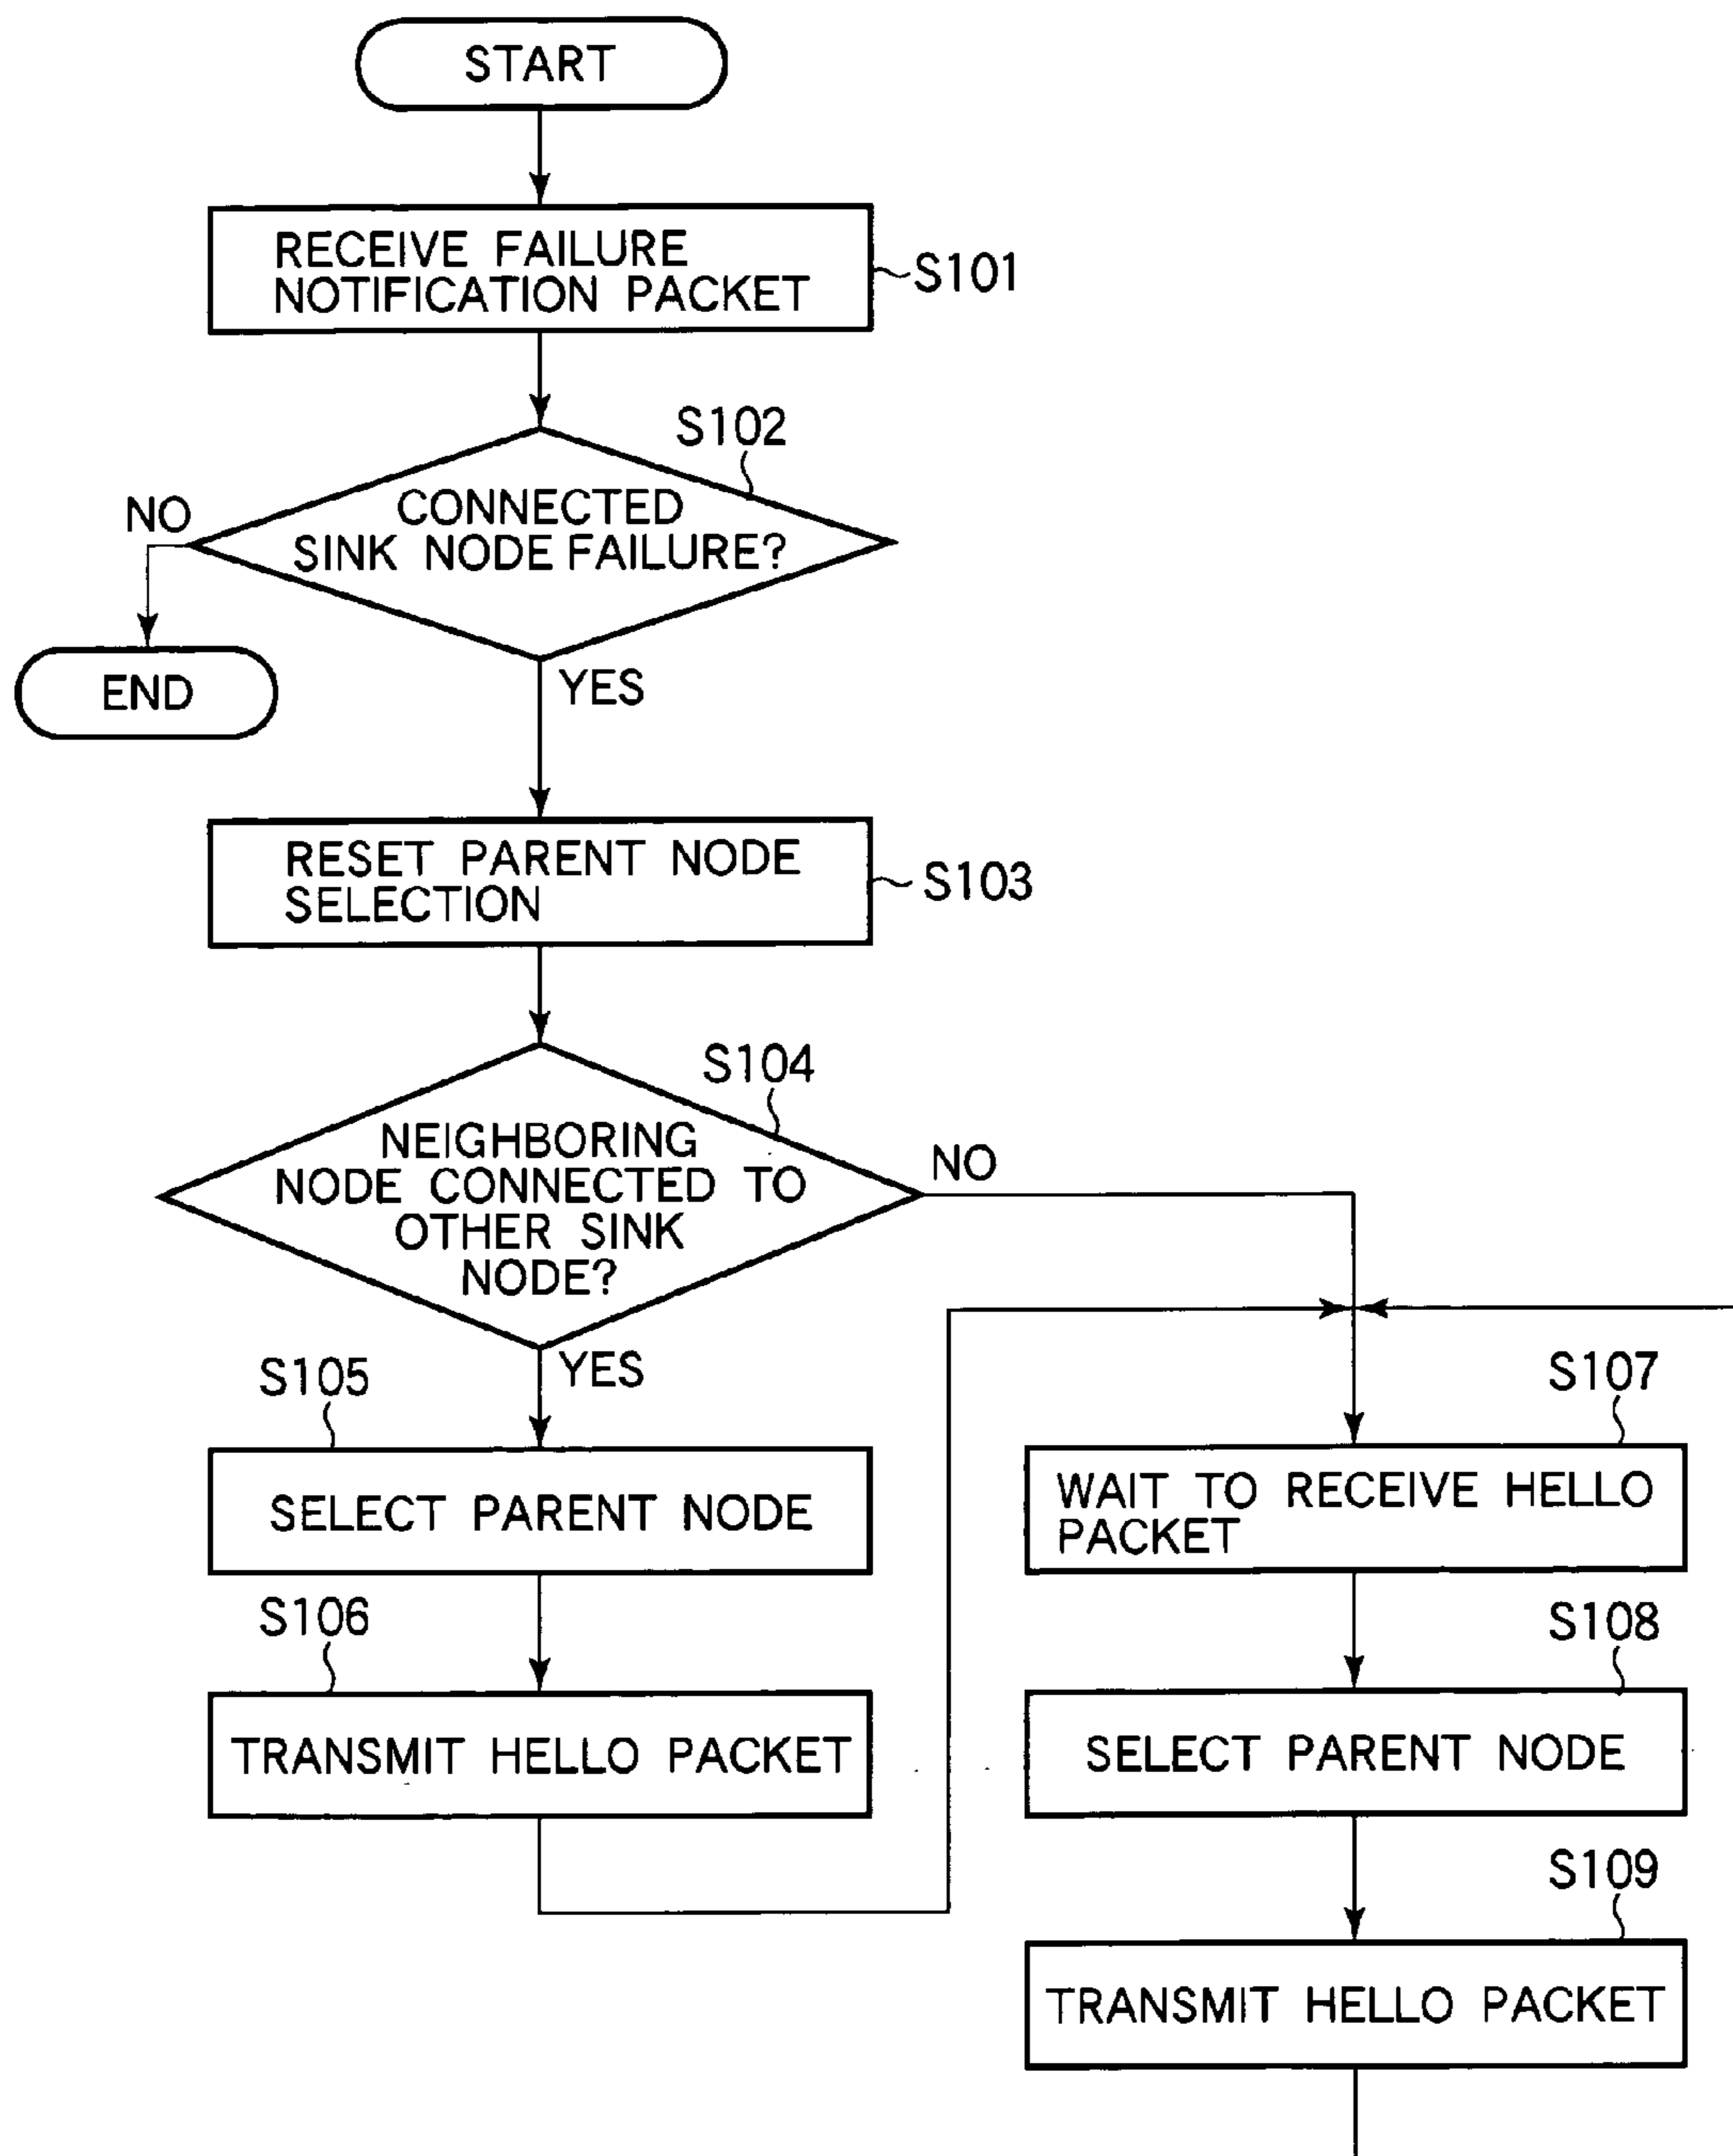 START
RECEIVE FAILURE
NOTIFICATION PACKET
S101
S102
CONNECTED
SINK NODE FAILURE?
NO
END
YES
RESET PARENT NODE
SELECTION
S103
S104
NEIGHBORING
NODE CONNECTED TO
OTHER SINK
NODE?
NO
YES
S105
SELECT PARENT NODE
S106
TRANSMIT HELLO PACKET
S107
WAIT TO RECEIVE HELLO
PACKET
S108
SELECT PARENT NODE
S109
TRANSMIT HELLO PACKET